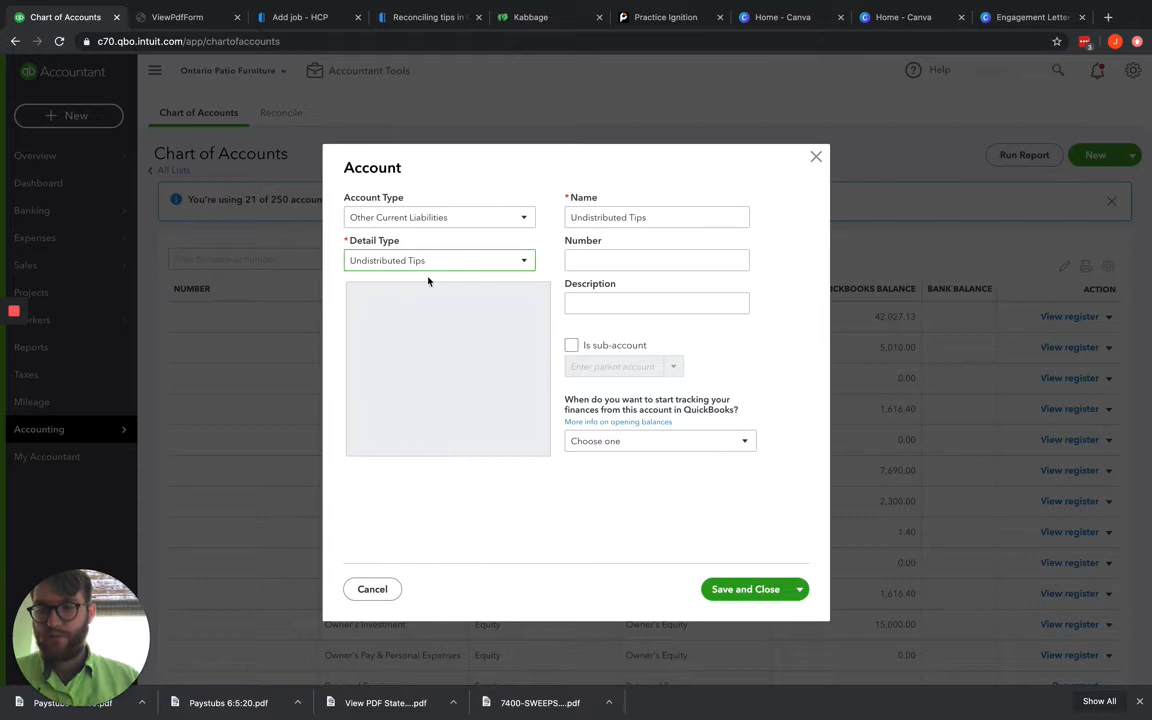 Chart of Accounts
ViewPdfForm
Add job - HCP
Reconciling tips in
Kabbage
Practice Ignition
Home - Canva
Home - Canva
Engagement Lette
c70.qbo.intuit.com/app/chartofaccounts
3
J
qb Accountant
Ontario Patio Furniture
Accountant Tools
Help
+ New
Chart of Accounts
Reconcile
Overview
Dashboard
Banking
Expenses
Sales
Projects
Workers
Reports
Taxes
Mileage
Accounting
My Accountant
Chart of Accounts
All Lists
Run Report
New
You're using 21 of 250 accoun
NUMBER
BANK BALANCE
ACTION
42,027.13
View register
5,010.00
View register
0.00
View register
1,616.40
View register
0.00
View register
7,690.00
View register
2,300.00
View register
1.40
View register
0.00
View register
1,616.40
View register
Owner's Investment
Equity
Owner's Equity
15,000.00
View register
Owner's Pay & Personal Expenses
Equity
Owner's Equity
0.00
View register
Account
Account Type
Other Current Liabilities
* Detail Type
Undistributed Tips
* Name
Undistributed Tips
Number
Description
Is sub-account
Enter parent account
When do you want to start tracking your
finances from this account in QuickBooks?
More info on opening balances
Choose one
Cancel
Save and Close
Paystubs
.pdf
Paystubs 6:5:20.pdf
View PDF State....pdf
7400-SWEEPS....pdf
Show All